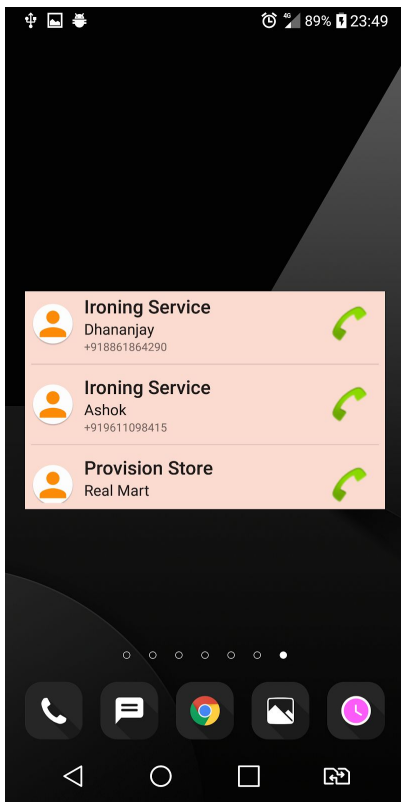 4G 89% 23:49
Ironing Service
Dhananjay
+918861864290
Ironing Service
Ashok
+919611098415
Provision Store
Real Mart